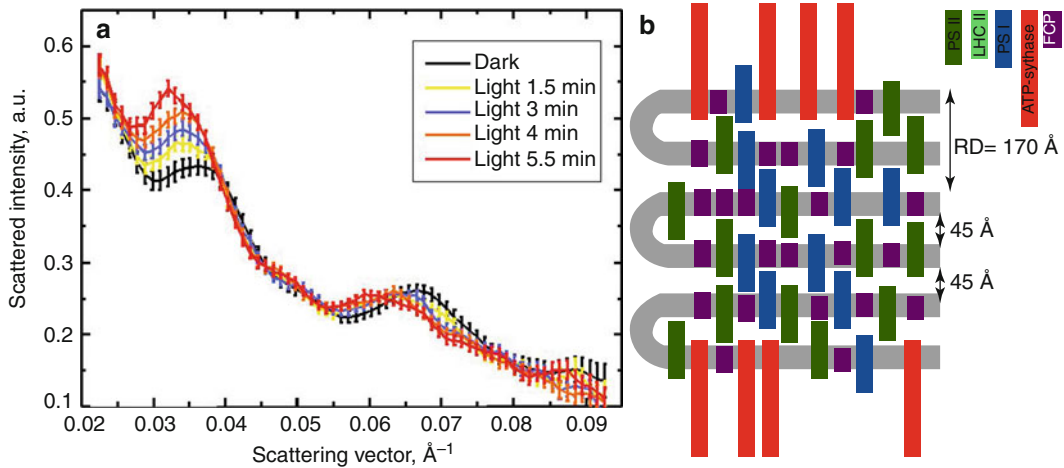 a
Scattered intensity, a.u.
0.6
0.5
0.4
0.3
0.2
0.1
0.02
0.03
0.04
0.05
0.06
0.07
0.08
0.09
Scattering vector, Å–1
Dark
Light 1.5 min
Light 3 min
Light 4 min
Light 5.5 min
b
PS II
LHC II
PS I
ATP-sythase
FCP
RD= 170 Å
45 Å
45 Å